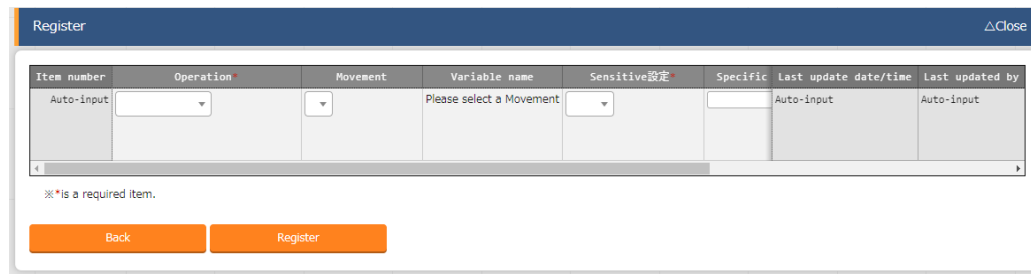 Register
△Close
Item number Operation* Movement Variable name Sensitive設定* Specific Last update date/time Last updated by
Auto-input Please select a Movement Auto-input Auto-input
※*is a required item.
Back Register